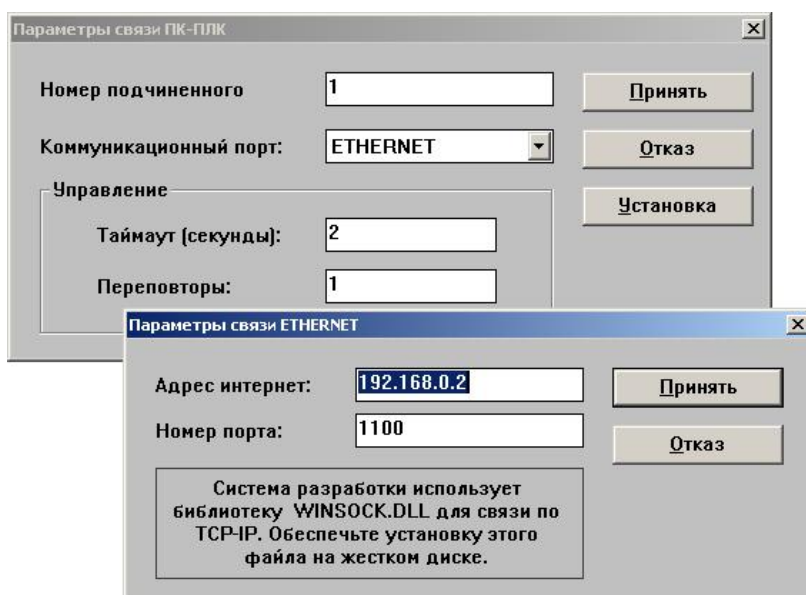 Параметры связи ПК-ПЛК
Номер подчиненного
1
Принять
Коммуникационный порт:
ETHERNET
Отказ
Управление
Установка
Таймаут (секунды):
2
Переповторы:
1
Параметры связи ETHERNET
Адрес интернет:
192.168.0.2
Принять
Номер порта:
1100
Отказ
Система разработки использует
библиотеку WINSOCK.DLL для связи по
TCP-IP. Обеспечьте установку этого
файла на жестком диске.